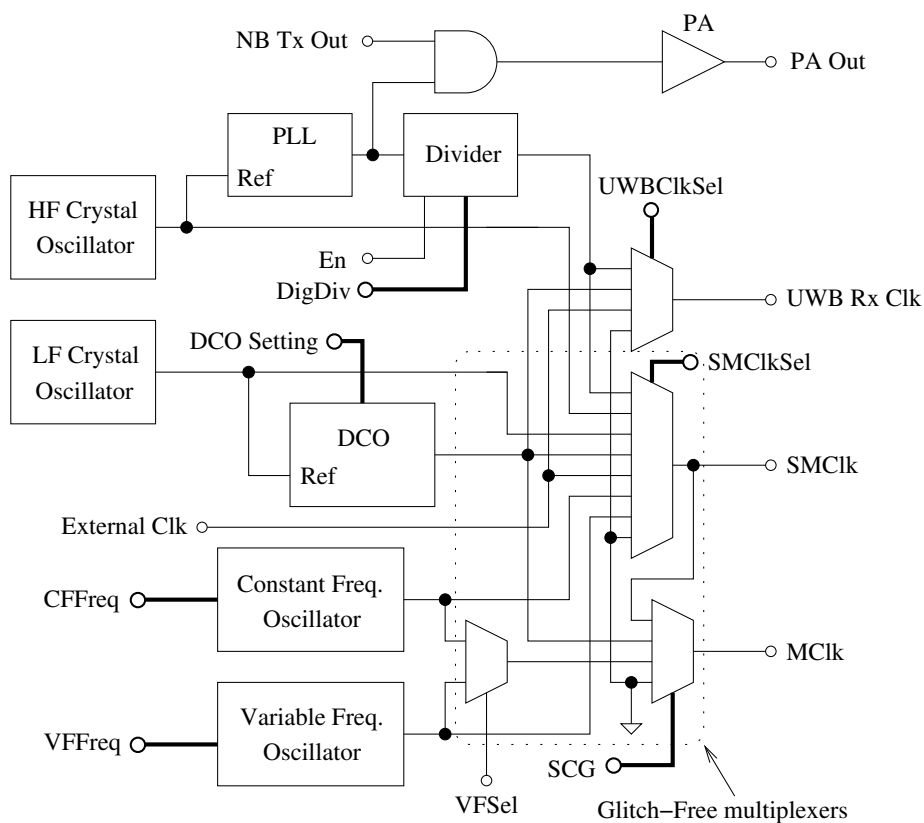 PA
NB Tx Out
PA Out
PLL
Ref
Divider
UWBClkSel
HF Crystal
Oscillator
En
DigDiv
UWB Rx Clk
DCO Setting
LF Crystal
Oscillator
SMClkSel
DCO
Ref
SMClk
External Clk
Constant Freq.
Oscillator
CFFreq
MClk
Variable Freq.
Oscillator
VFFreq
SCG
VFSel
Glitch-Free multiplexers